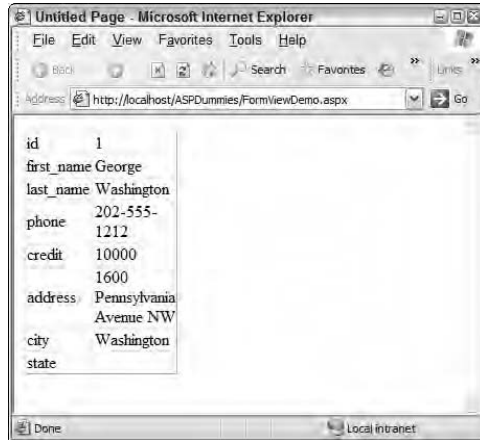 Untitled Page - Microsoft Internet Explorer
File Edit View Favorites Tools Help
Back Search Favorites »
Links »
Address http://localhost/ASPDummies/FormViewDemo.aspx Go
id 1
first_name George
last_name Washington
phone 202-555-
1212
credit 10000
1600
address Pennsylvania
Avenue NW
city Washington
state
Done Local intranet